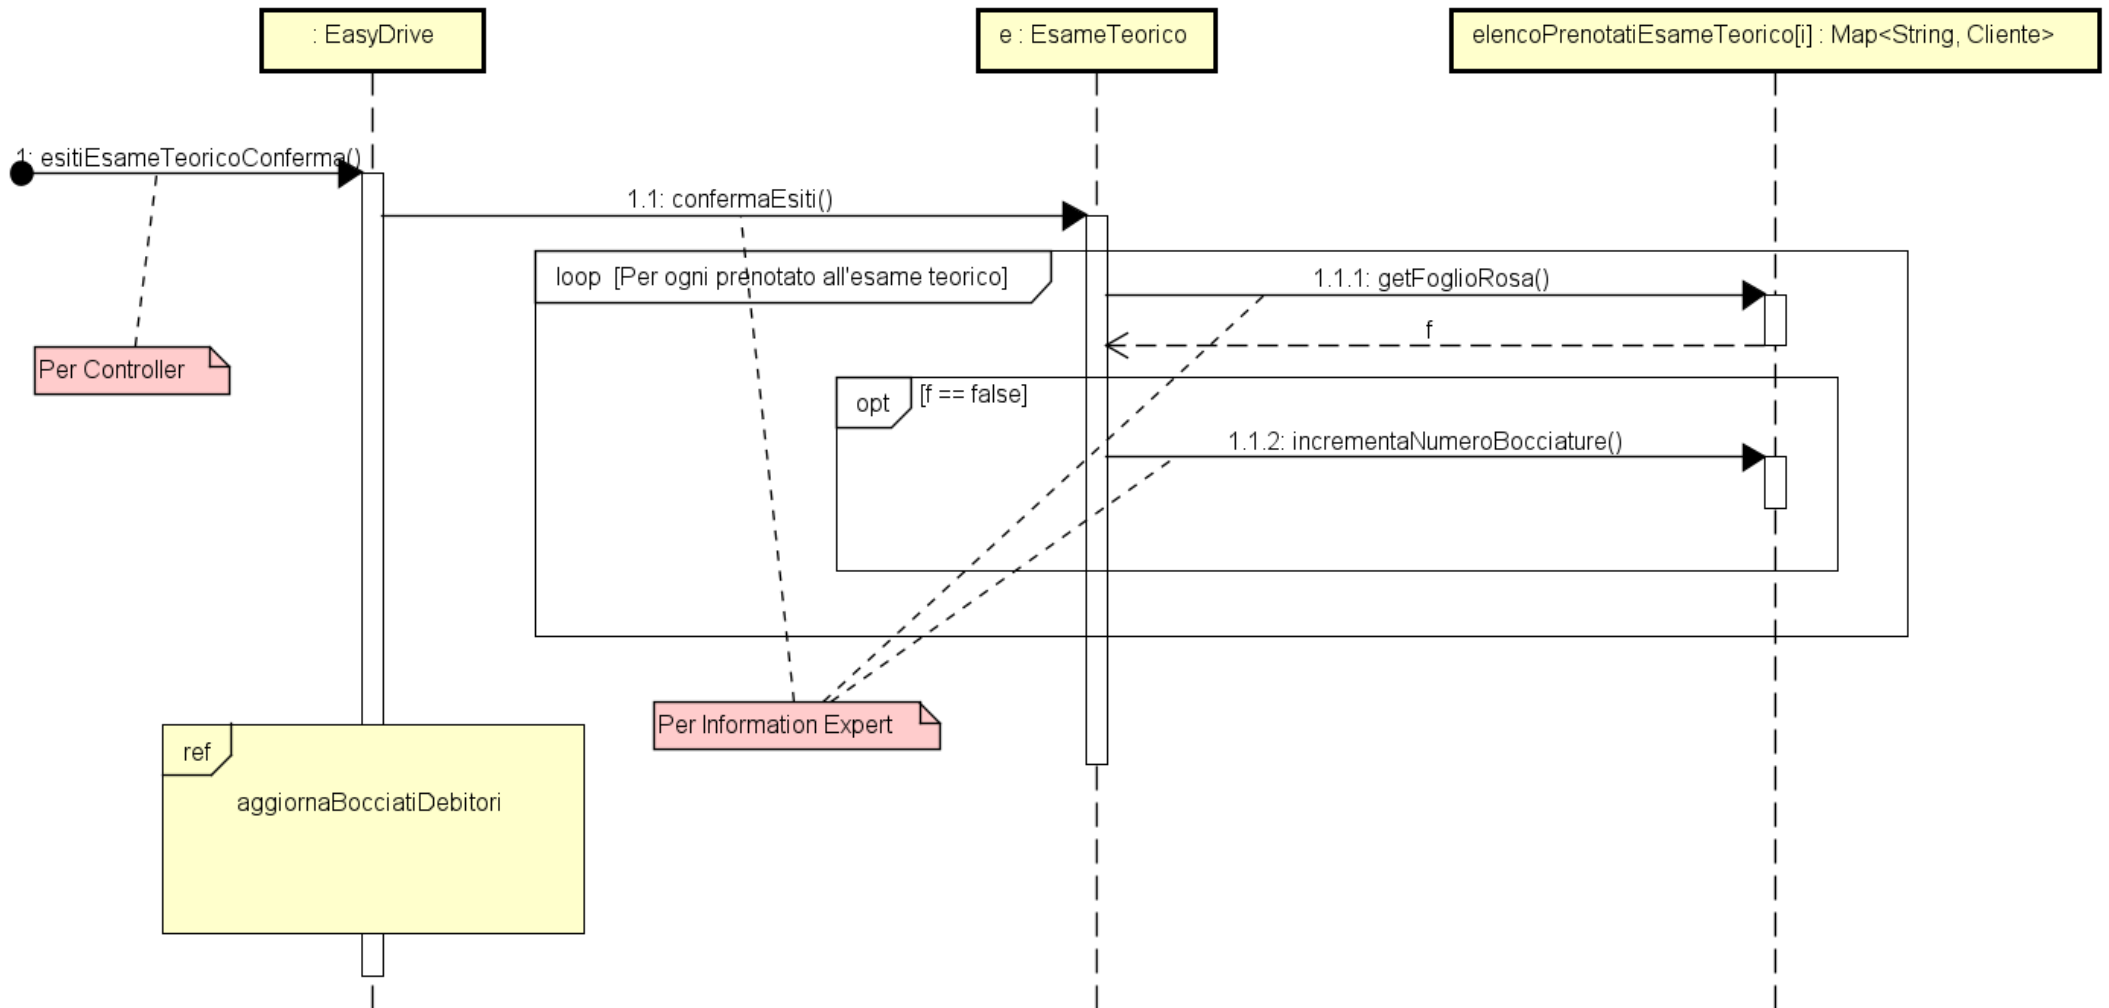 : EasyDrive
e : EsameTeorico
elencoPrenotatiEsameTeorico[i] : Map<String, Cliente>
1: esitiEsameTeoricoConferma()
1.1: confermaEsiti()
loop [Per ogni prenotato all'esame teorico]
1.1.1: getFoglioRosa()
f
Per Controller
opt
[f == false]
1.1.2: incrementaNumeroBocciature()
Per Information Expert
ref
aggiornaBocciatiDebitori